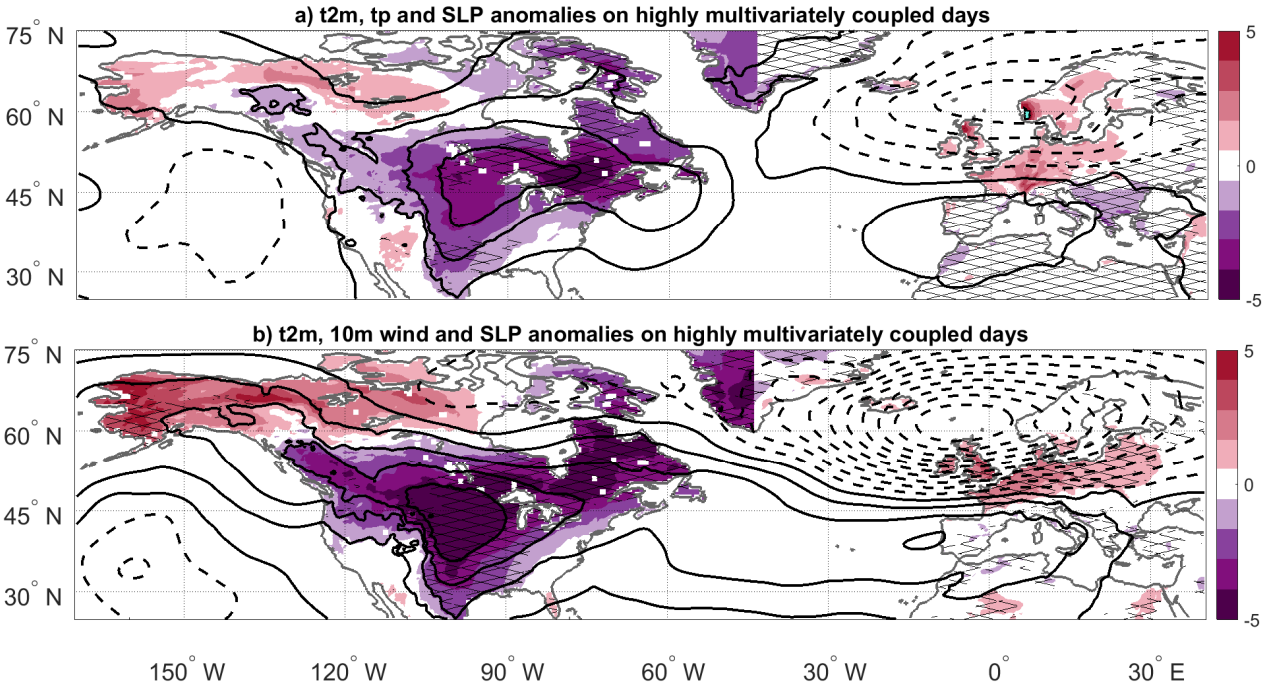 a) t2m, tp and SLP anomalies on highly multivariately coupled days
75° N
60° N
45° N
30° N
5
0
-5
b) t2m, 10m wind and SLP anomalies on highly multivariately coupled days
75° N
60° N
45° N
30° N
5
0
-5
150° W 120° W 90° W 60° W 30° W 0° 30° E